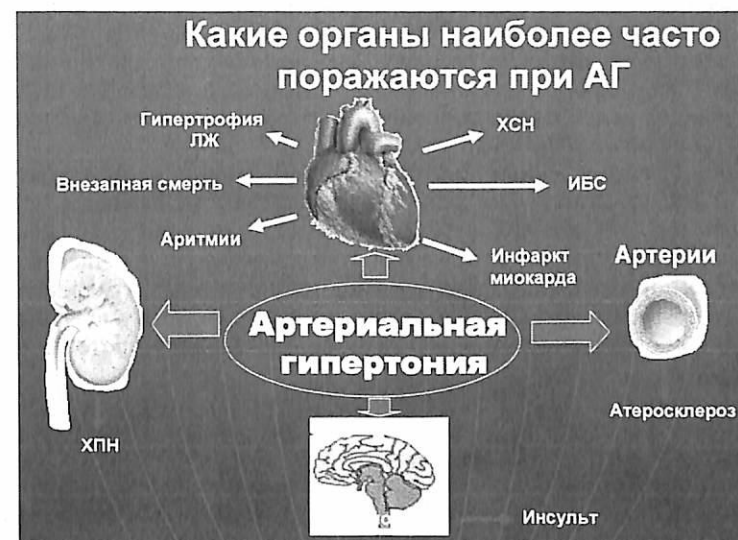 Какие органы наиболее часто
поражаются при АГ
Гипертрофия
ЛЖ
ХСН
Внезапная смерть
ИБС
Аритмии
Инфаркт
миокарда
Артерии
Артериальная
гипертония
Атеросклероз
ХПН
Инсульт